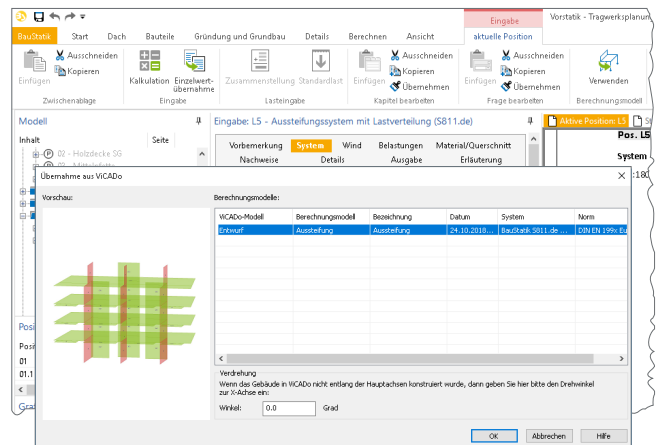 Eingabe
Vorstatik - Tragwerksplanun
BauStatik Start Dach Bauteile Gründung und Grundbau Details Berechnen Ansicht aktuelle Position
Einfügen
Ausschneiden
Kopieren
Zwischenablage
Kalkulation
Einzelwert-
übernahme
Eingabe
Zusammenstellung
Standardlast
Lasteingabe
Einfügen
Ausschneiden
Kopieren
Übernehmen
Kapitel bearbeiten
Einfügen
Ausschneiden
Kopieren
Übernehmen
Frage bearbeiten
Verwenden
Berechnungsmodell
Modell
Inhalt Seite
02 - Holzdecke SG
Eingabe: L5 - Aussteifungssystem mit Lastverteilung (S811.de)
Vorbemerkung System Wind Belastungen Material/Querschnitt
Nachweise Details Ausgabe Erläuterung
Aktive Position: L5
Pos. L5
System
Übernahme aus ViCADo
Vorschau:
Berechnungsmodelle:
ViCADo-Modell Berechnungsmodell Bezeichnung Datum System Norm
Entwurf Aussteifung Aussteifung 24.10.2018... BauStatik S811.de ... DIN EN 199x Eu
Verdrehung
Wenn das Gebäude in ViCADo nicht entlang der Hauptachsen konstruiert wurde, dann geben Sie hier bitte den Drehwinkel
zur X-Achse ein:
Winkel: 0.0 Grad
OK Abbrechen Hilfe
Posi
Posit
01
01.1